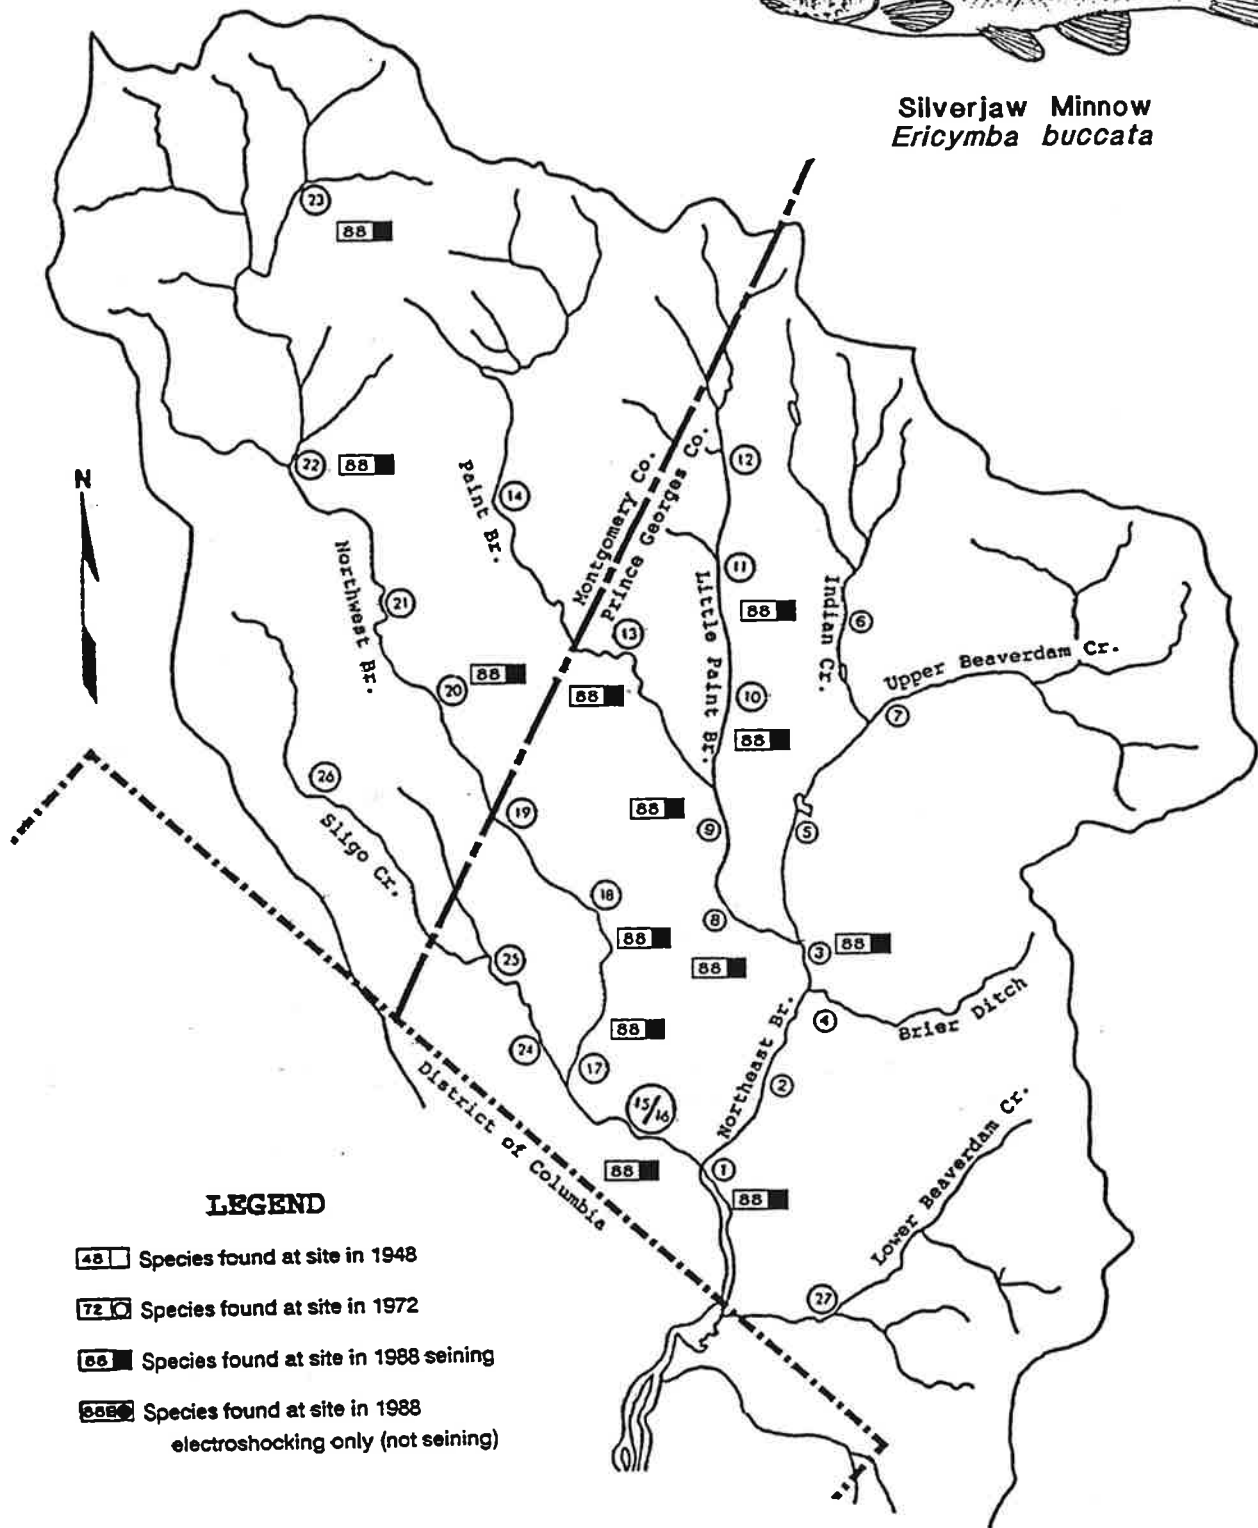 Silverjaw Minnow
Ericymba buccata
23
88
22
88
N
Paint Br.
14
Montgomery Co.
Prince Georges Co.
12
11
88
Northwest Br.
21
13
Little Paint Br.
Indian Cr.
6
Upper Beaverdam Cr.
20
88
88
10
88
7
26
Sligo Cr.
19
88
9
5
18
88
8
88
3
88
25
4
Brier Ditch
24
17
88
Northeast Br.
2
15/16
88
1
88
District of Columbia
Lower Beaverdam Cr.
27
LEGEND
48 Species found at site in 1948
72 Species found at site in 1972
88 Species found at site in 1988 seining
88E Species found at site in 1988
electroshocking only (not seining)